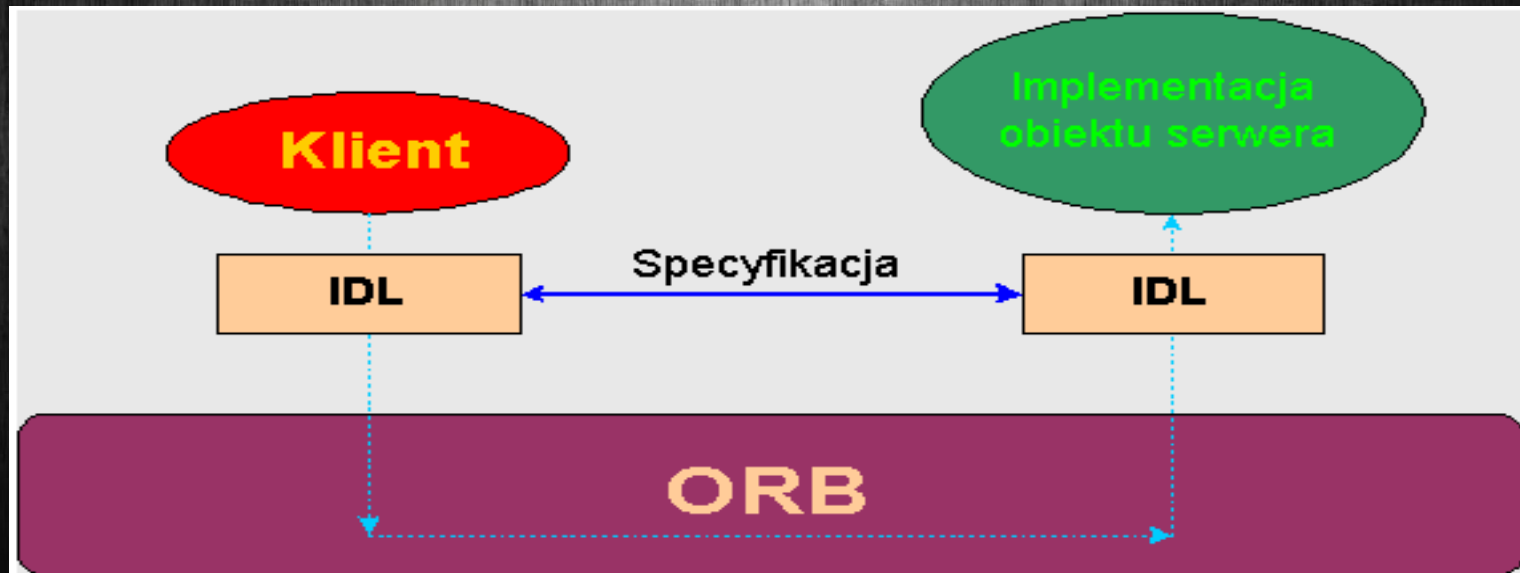 Klient
Implementacja
obiektu serwera
IDL
Specyfikacja
IDL
ORB